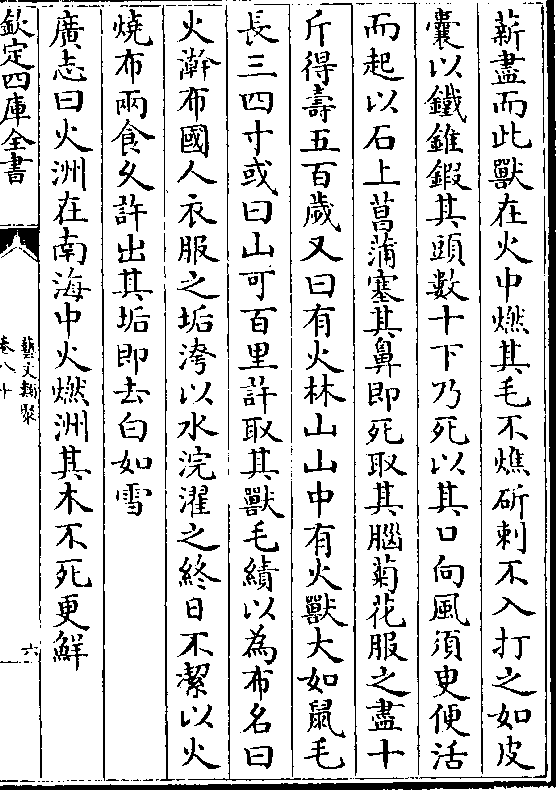 薪盡而此獸在火中燃其毛不燋斫刺不入打之如皮
囊以鐵錐鍜其頭數十下乃死以其口向風須㬰便活
而起以石上菖蒲塞其鼻即死取其腦菊花服之盡十
斤得壽五百歲又曰有火林山山中有火獸大如鼠毛
長三四寸或曰山可百里許取其獸毛績以為布名曰
火澣布國人衣服之垢洿以水浣濯之終日不潔以火
燒布兩食乆許出其垢即去白如雪
廣志曰火洲在南海中火燃洲其木不死更鮮
欽定四庫全書
藝文類聚
卷八十
六